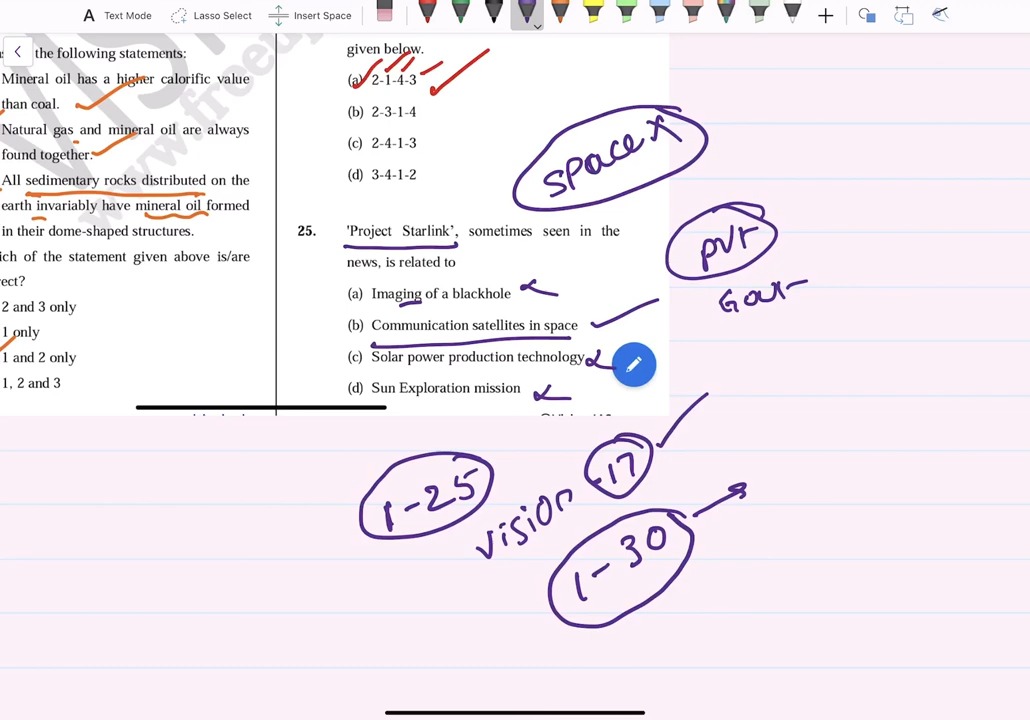 A Text Mode
Lasso Select
Insert Space
the following statements:
Mineral oil has a higher calorific value
than coal.
Natural gas and mineral oil are always
found together.
All sedimentary rocks distributed on the
earth invariably have mineral oil formed
in their dome-shaped structures.
ich of the statement given above is/are
rect?
2 and 3 only
1 only
1 and 2 only
1, 2 and 3
given below.
(a) 2-1-4-3
(b) 2-3-1-4
(c) 2-4-1-3
(d) 3-4-1-2
25. 'Project Starlink', sometimes seen in the
news, is related to
(a) Imaging of a blackhole
(b) Communication satellites in space
(c) Solar power production technology
(d) Sun Exploration mission
spacex
pvt
1-25
vision -17
1-30